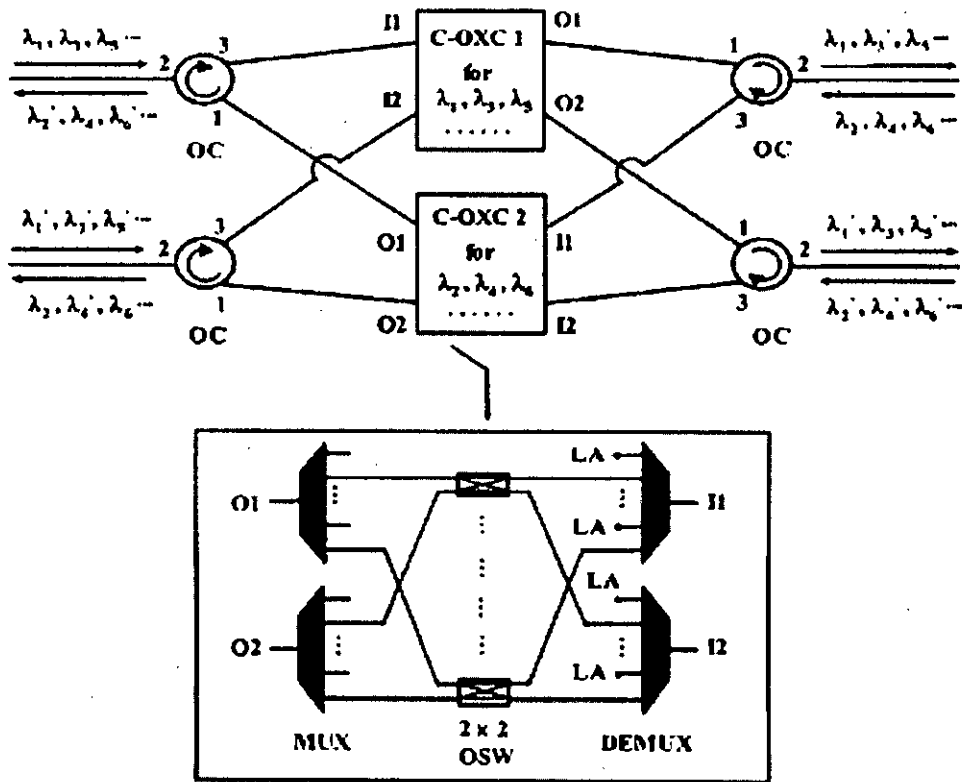 λ₁, λ₃, λ₅ ···
λ₂', λ₄, λ₆' ···
2
3
1
OC
I1
I2
C-OXC 1
for
λ₁, λ₃, λ₅
······
O1
O2
1
2
3
OC
λ₁, λ₃', λ₅ ···
λ₂, λ₄, λ₆ ···
λ₁', λ₃', λ₅' ···
λ₂, λ₄', λ₆ ···
2
3
1
OC
O1
O2
C-OXC 2
for
λ₂, λ₄, λ₆
······
I1
I2
1
2
3
OC
λ₁', λ₃, λ₅' ···
λ₂', λ₄', λ₆' ···
O1
O2
LA
LA
LA
LA
I1
I2
MUX
2 x 2
OSW
DEMUX